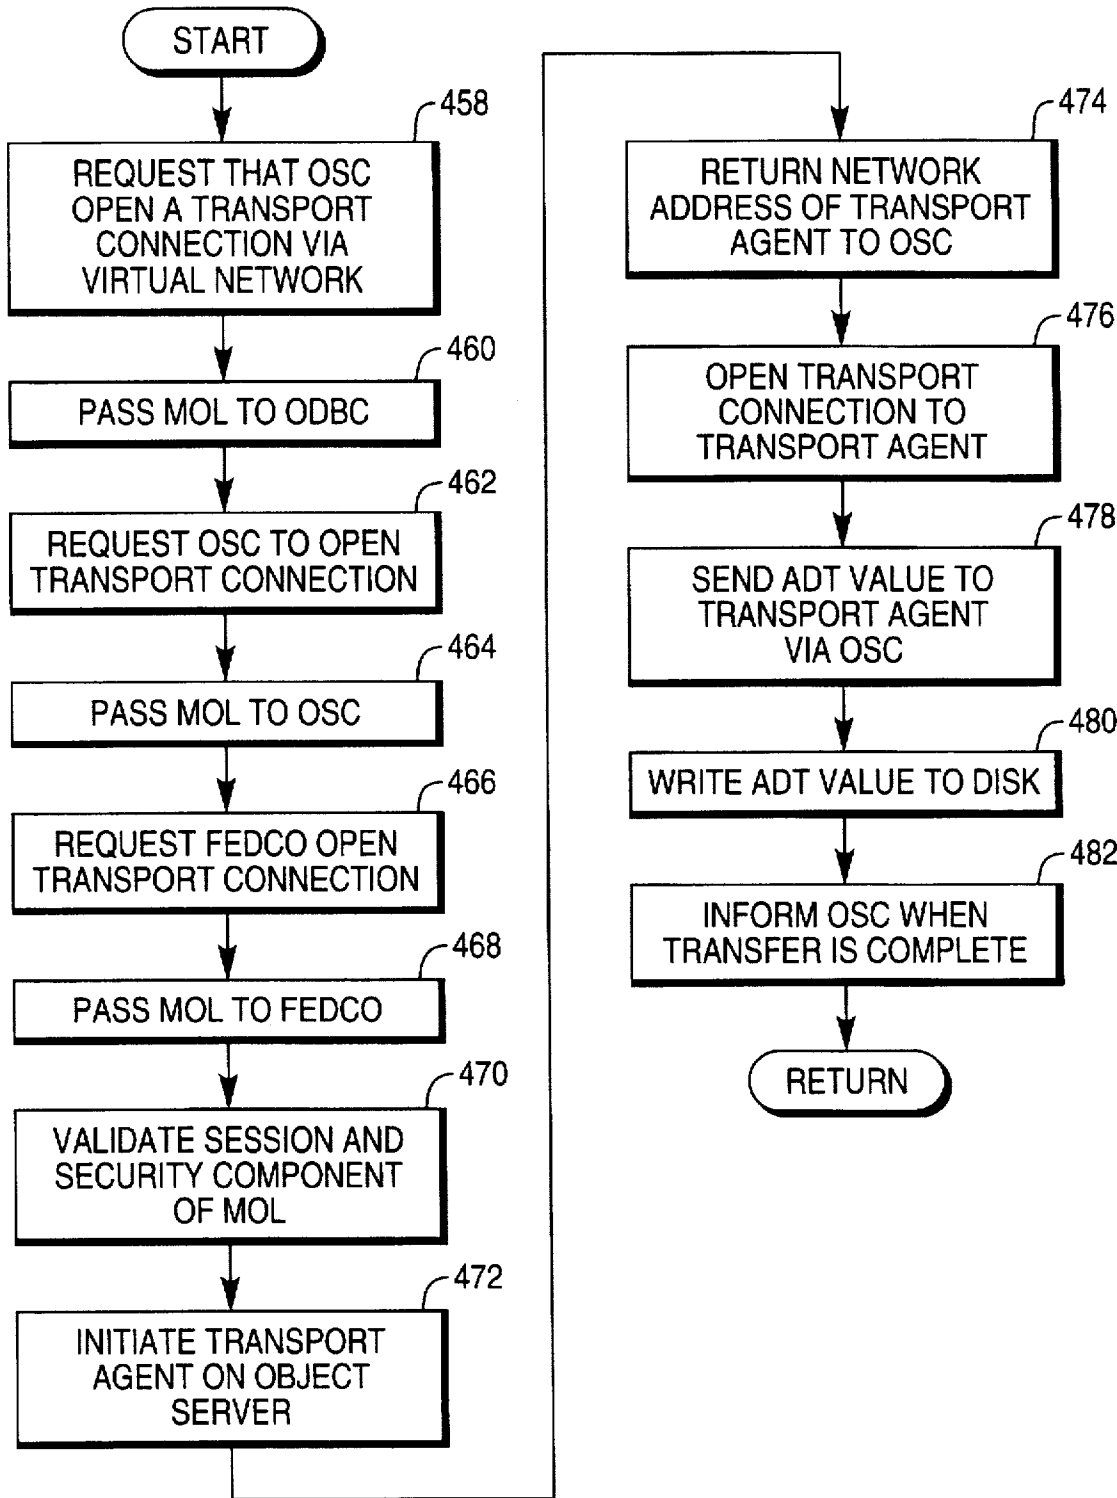 START
458
REQUEST THAT OSC
OPEN A TRANSPORT
CONNECTION VIA
VIRTUAL NETWORK
460
PASS MOL TO ODBC
462
REQUEST OSC TO OPEN
TRANSPORT CONNECTION
464
PASS MOL TO OSC
466
REQUEST FEDCO OPEN
TRANSPORT CONNECTION
468
PASS MOL TO FEDCO
470
VALIDATE SESSION AND
SECURITY COMPONENT
OF MOL
472
INITIATE TRANSPORT
AGENT ON OBJECT
SERVER
474
RETURN NETWORK
ADDRESS OF TRANSPORT
AGENT TO OSC
476
OPEN TRANSPORT
CONNECTION TO
TRANSPORT AGENT
478
SEND ADT VALUE TO
TRANSPORT AGENT
VIA OSC
480
WRITE ADT VALUE TO DISK
482
INFORM OSC WHEN
TRANSFER IS COMPLETE
RETURN